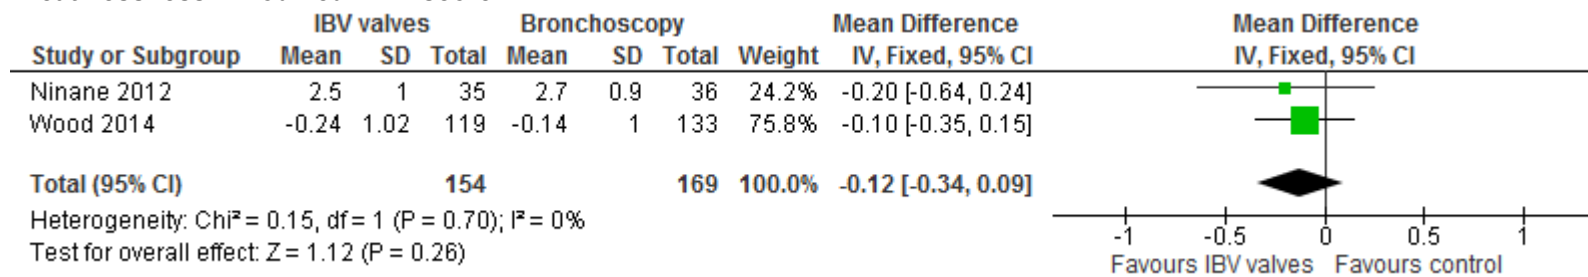 IBV valves Bronchoscopy Mean Difference Mean Difference
Study or Subgroup Mean SD Total Mean SD Total Weight IV, Fixed, 95% CI IV, Fixed, 95% CI
Ninane 2012 2.5 1 35 2.7 0.9 36 24.2% -0.20 [-0.64, 0.24]
Wood 2014 -0.24 1.02 119 -0.14 1 133 75.8% -0.10 [-0.35, 0.15]
Total (95% CI) 154 169 100.0% -0.12 [-0.34, 0.09]
Heterogeneity: Chi² = 0.15, df = 1 (P = 0.70); I² = 0%
Test for overall effect: Z = 1.12 (P = 0.26)
-1 -0.5 0 0.5 1
Favours IBV valves Favours control